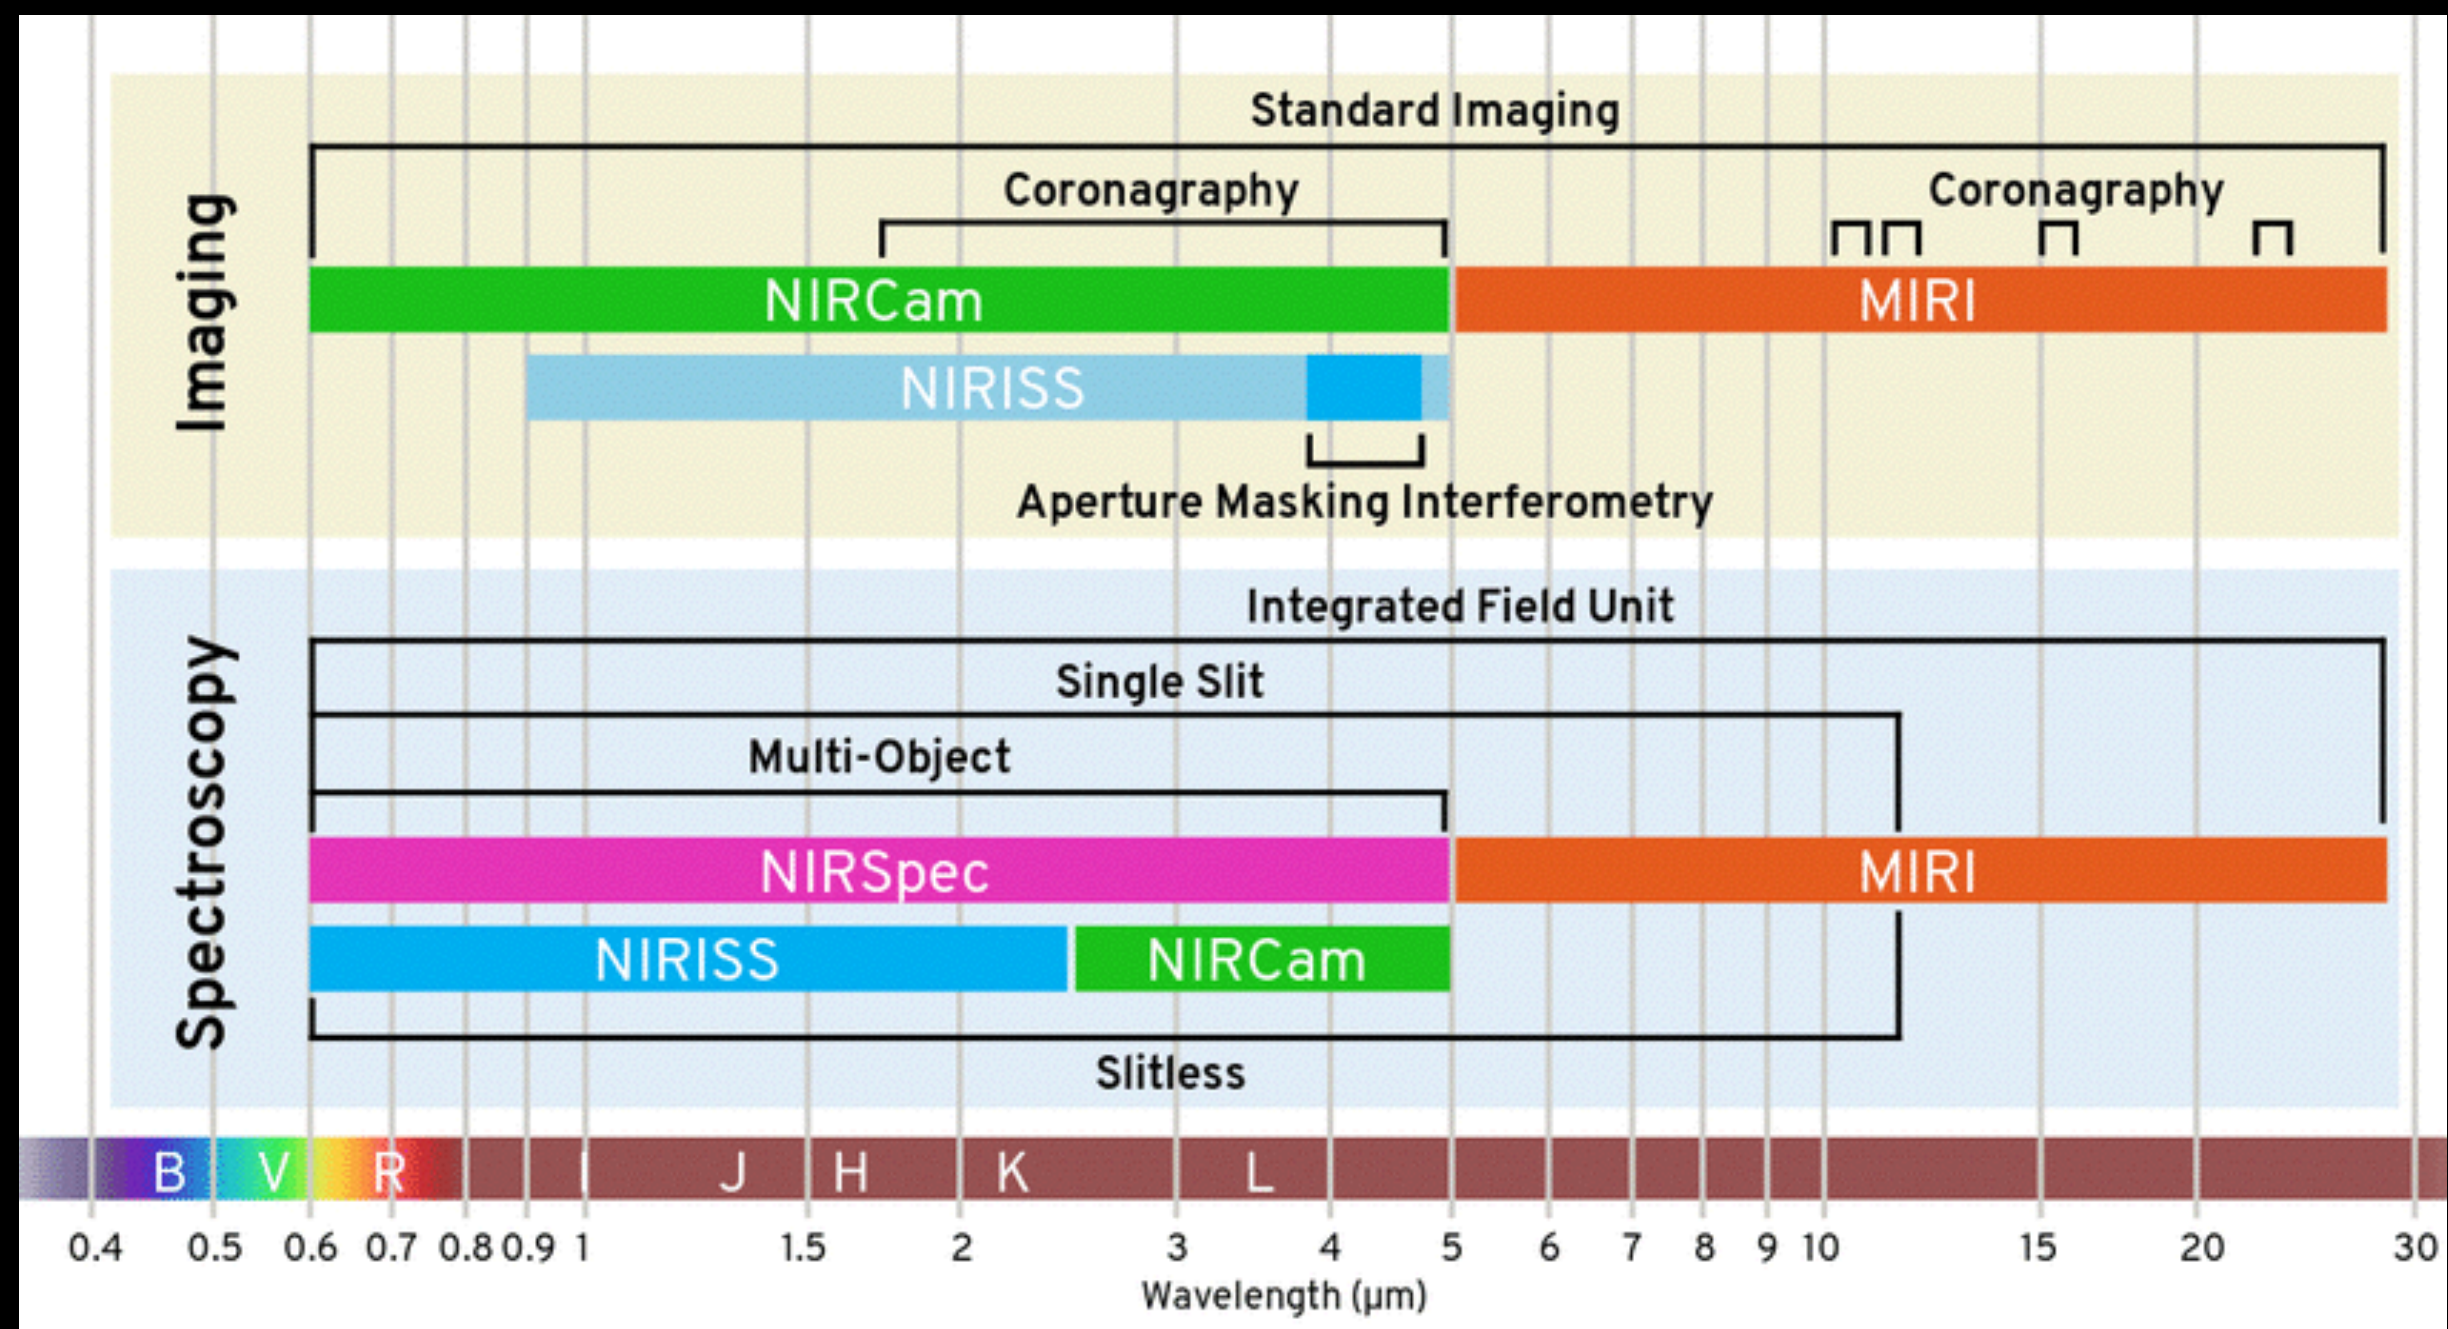 Standard Imaging
Coronagraphy Coronagraphy
Imaging
NIRCam MIRI
NIRISS
Aperture Masking Interferometry
Integrated Field Unit
Single Slit
Multi-Object
Spectroscopy
NIRSpec MIRI
NIRISS NIRCam
Slitless
B V R I J H K L
0.4 0.5 0.6 0.7 0.8 0.9 1 1.5 2 3 4 5 6 7 8 9 10 15 20 30
Wavelength (μm)